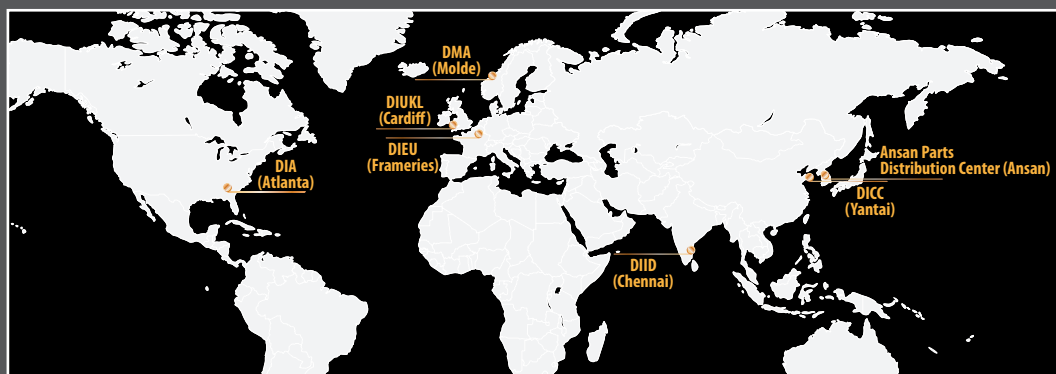 DMA
(Molde)
DIUKL
(Cardiff)
DIEU
(Frameries)
DIA
(Atlanta)
Ansan Parts
Distribution Center (Ansan)
DICC
(Yantai)
DIID
(Chennai)